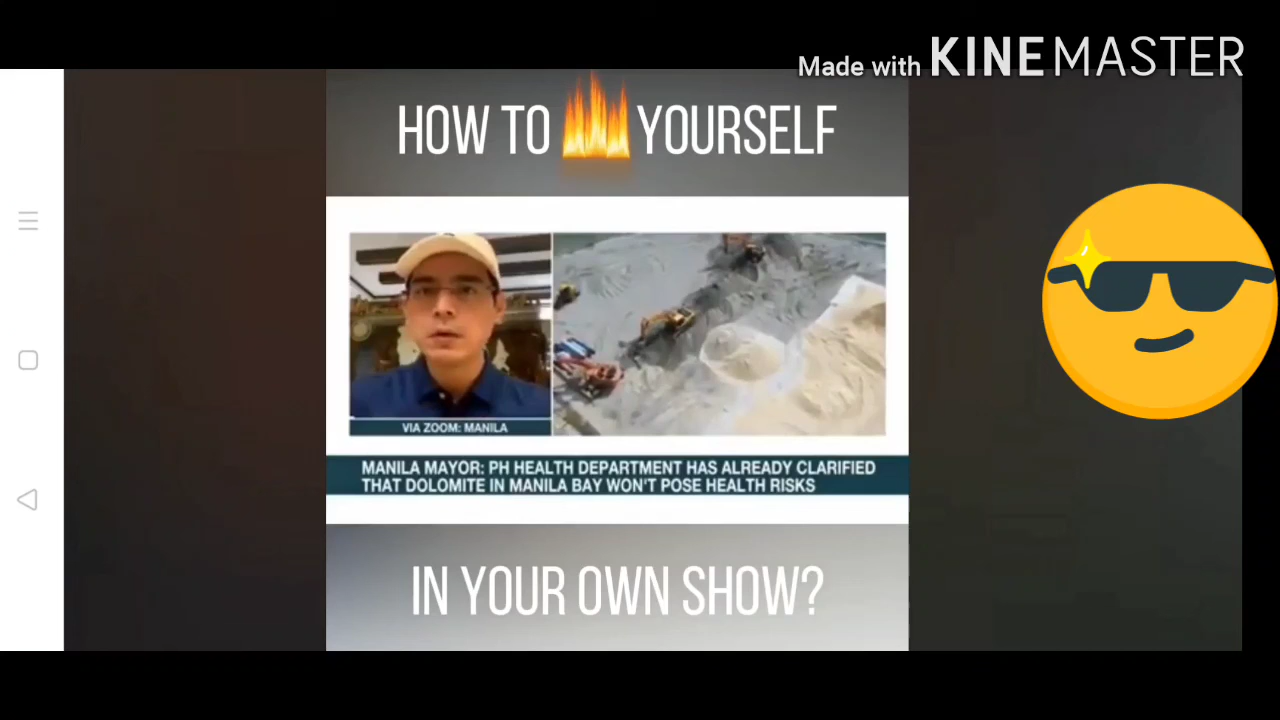 Made with KINEMASTER
HOW TO YOURSELF
VIA ZOOM: MANILA
MANILA MAYOR: PH HEALTH DEPARTMENT HAS ALREADY CLARIFIED
THAT DOLOMITE IN MANILA BAY WON'T POSE HEALTH RISKS
IN YOUR OWN SHOW?